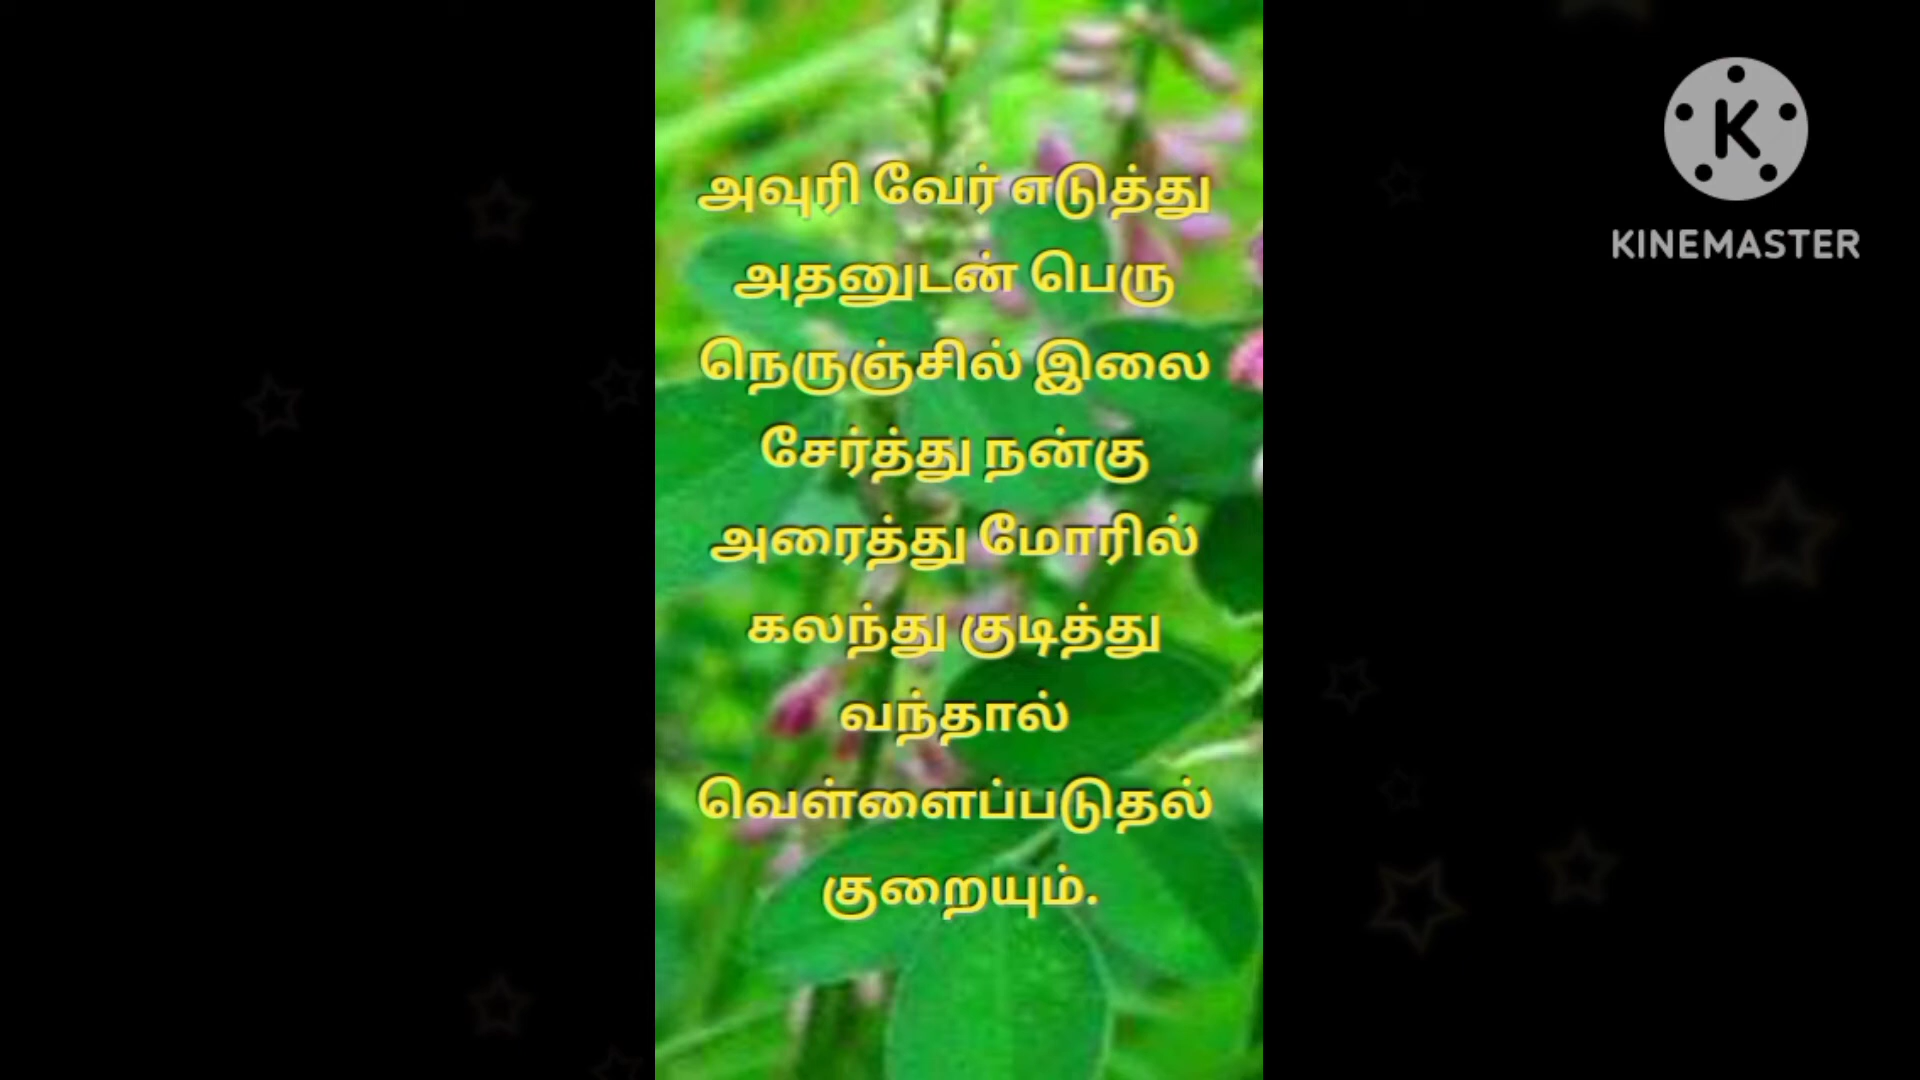 அவுரி வேர் எடுத்து
அதனுடன் பெரு
நெருஞ்சில் இலை
சேர்த்து நன்கு
அரைத்து மோரில்
கலந்து குடித்து
வந்தால்
வெள்ளைப்படுதல்
குறையும்.
KINEMASTER